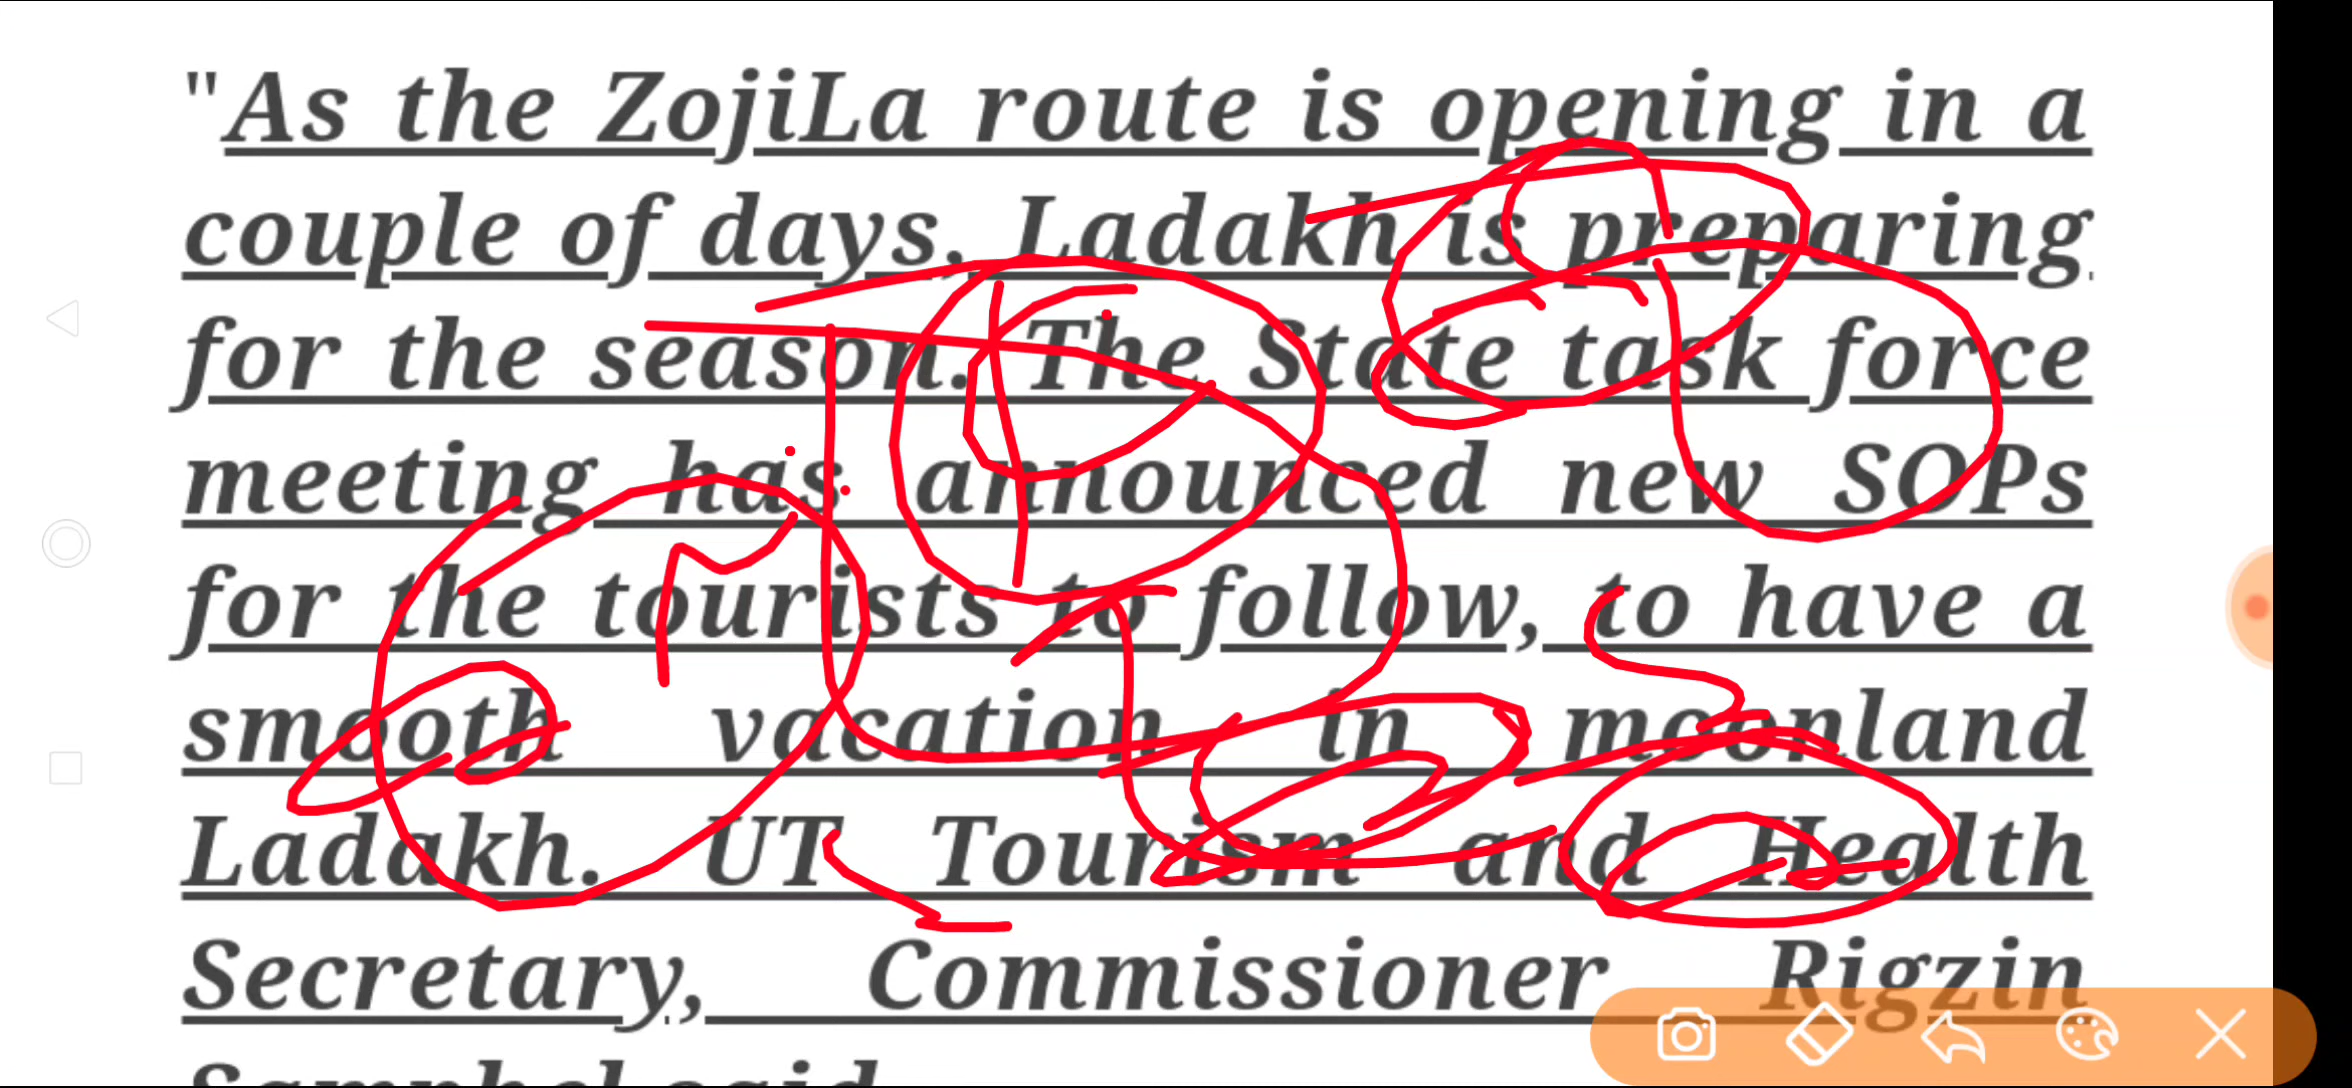 "As the ZojiLa route is opening in a
couple of days, Ladakh is preparing
for the season. The State task force
meeting has announced new SOPs
for the tourists to follow, to have a
smooth vacation in moonland
Ladakh. UT Tourism and Health
Secretary, Commissioner Rigzin
Samphel said